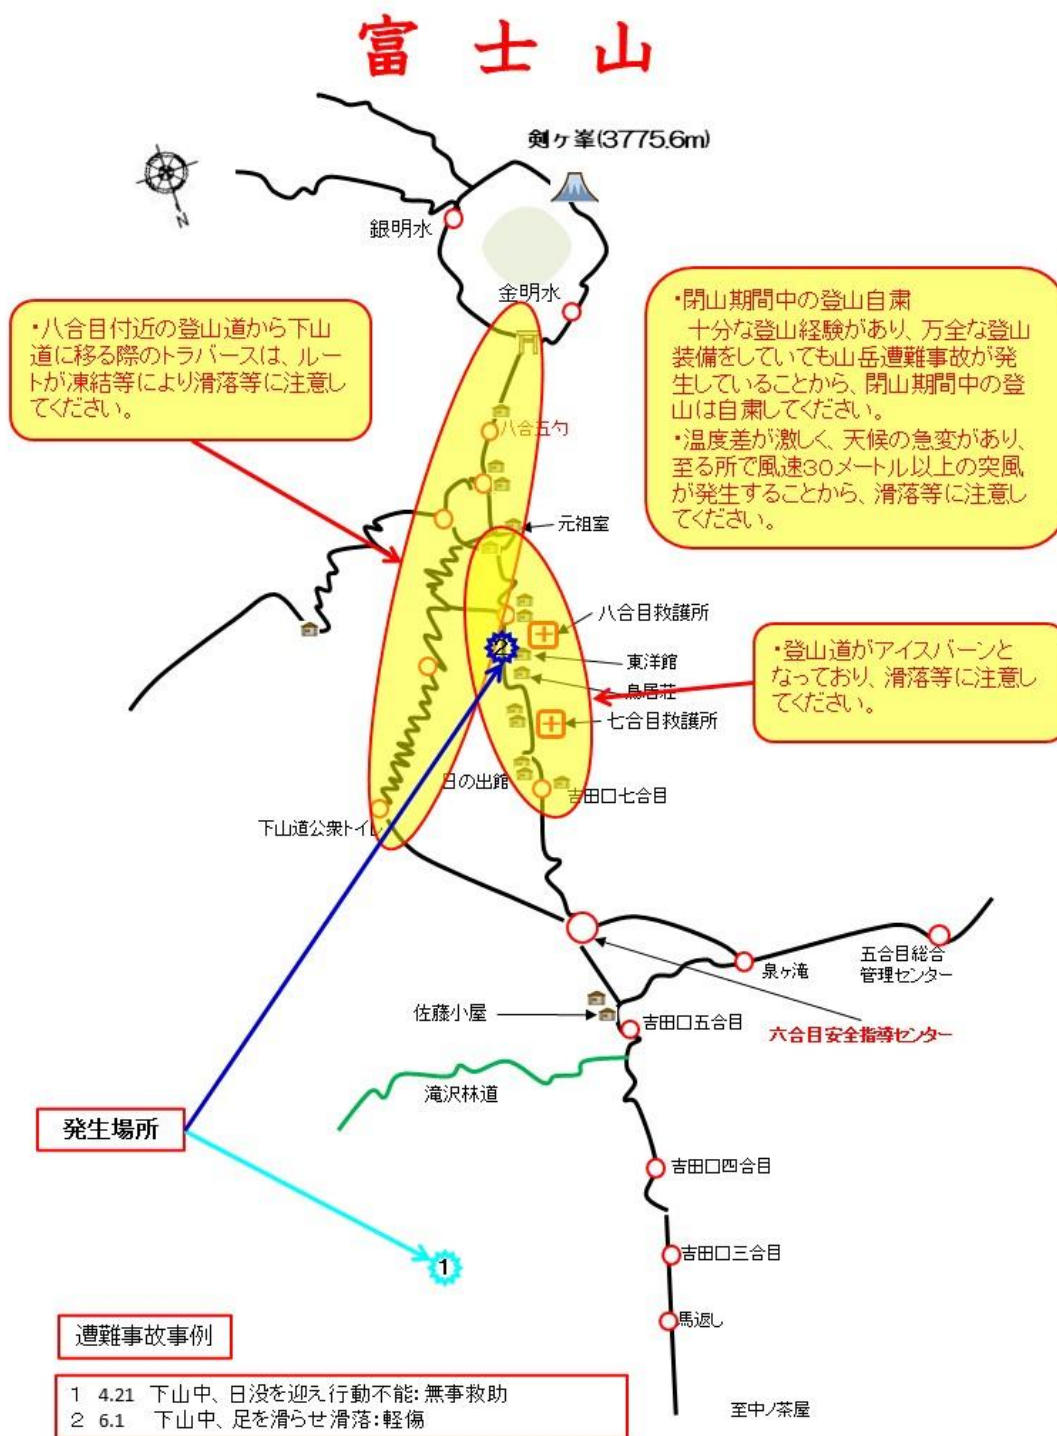 富士山
剣ヶ峯(3775.6m)
N
銀明水
金明水
・八合目付近の登山道から下山
道に移る際のトラバースは、ルー
トが凍結等により滑落等に注意し
てください。
・閉山期間中の登山自粛
十分な登山経験があり、万全な登山
装備をしていても山岳遭難事故が発
生していることから、閉山期間中の登
山は自粛してください。
・温度差が激しく、天候の急変があり、
至る所で風速30メートル以上の突風
が発生することから、滑落等に注意し
てください。
八合五勺
元祖室
八合目救護所
2
東洋館
鳥居荘
七合目救護所
・登山道がアイスバーンと
なっており、滑落等に注意し
てください。
日の出館
吉田口七合目
下山道公衆トイレ
泉ヶ滝
五合目総合
管理センター
佐藤小屋
吉田口五合目
六合目安全指導センター
滝沢林道
発生場所
吉田口四合目
1
吉田口三合目
馬返し
遭難事故事例
1 4.21 下山中、日没を迎え行動不能:無事救助
2 6.1 下山中、足を滑らせ滑落:軽傷
至中ノ茶屋